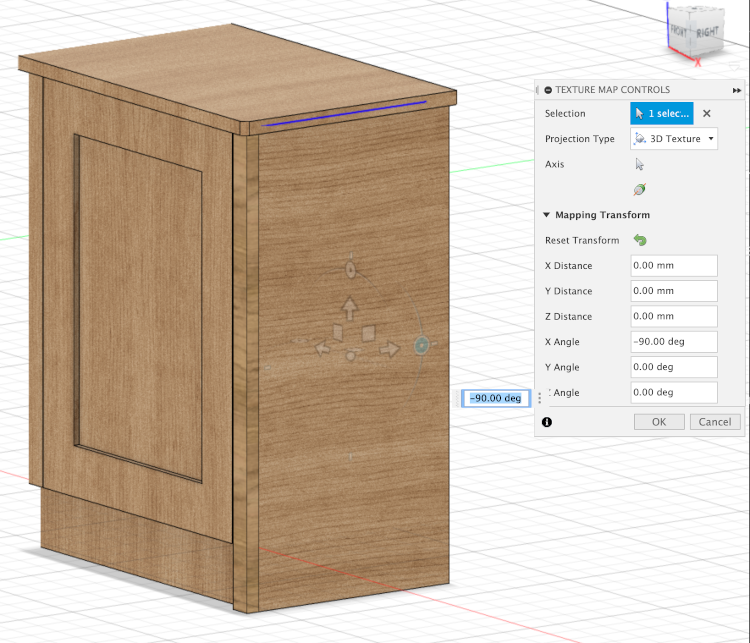 FRONT
RIGHT
X
TEXTURE MAP CONTROLS
Selection
1 selec...
Projection Type
3D Texture
Axis
Mapping Transform
Reset Transform
X Distance
0.00 mm
Y Distance
0.00 mm
Z Distance
0.00 mm
X Angle
-90.00 deg
Y Angle
0.00 deg
-90.00 deg
Angle
0.00 deg
OK
Cancel